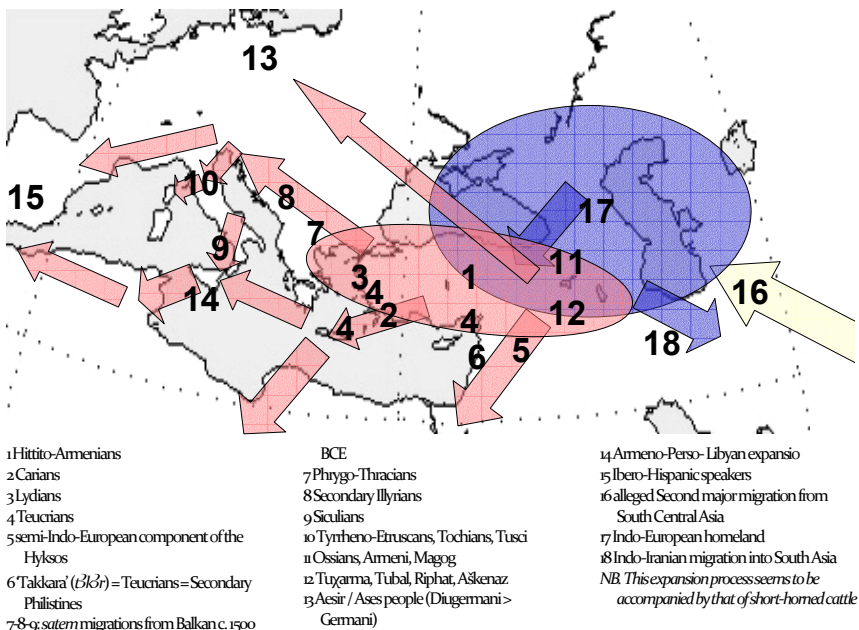 13
15
10
8
17
7
9
11
3
1
16
4
14
2
12
4
4
5
18
6
1 Hittito-Armenians
2 Carians
3 Lydians
4 Teucrians
5 semi-Indo-European component of the
Hyksos
6 'Takkara' (t3k3r) = Teucrians = Secondary
Philistines
7-8-9: satem migrations from Balkan c. 1500
BCE
7 Phrygo-Thracians
8 Secondary Illyrians
9 Siculians
10 Tyrrheno-Etruscans, Tochians, Tusci
11 Ossians, Armeni, Magog
12 Tuχarma, Tubal, Riphat, Aškenaz
13 Aesir / Ases people (Diugermani >
Germani)
14 Armeno-Perso- Libyan expansio
15 Ibero-Hispanic speakers
16 alleged Second major migration from
South Central Asia
17 Indo-European homeland
18 Indo-Iranian migration into South Asia
NB. This expansion process seems to be
accompanied by that of short-horned cattle